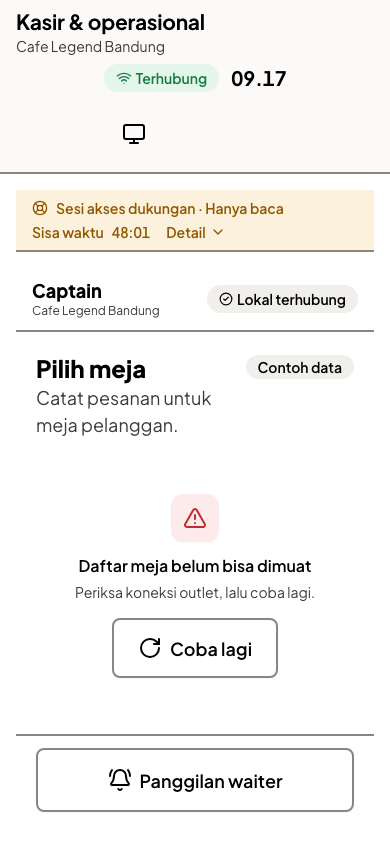 Kasir & operasional
Cafe Legend Bandung
Terhubung 09.17
Sesi akses dukungan · Hanya baca
Sisa waktu 48:01 Detail
Captain
Cafe Legend Bandung
Lokal terhubung
Pilih meja
Contoh data
Catat pesanan untuk
meja pelanggan.
Daftar meja belum bisa dimuat
Periksa koneksi outlet, lalu coba lagi.
Coba lagi
Panggilan waiter